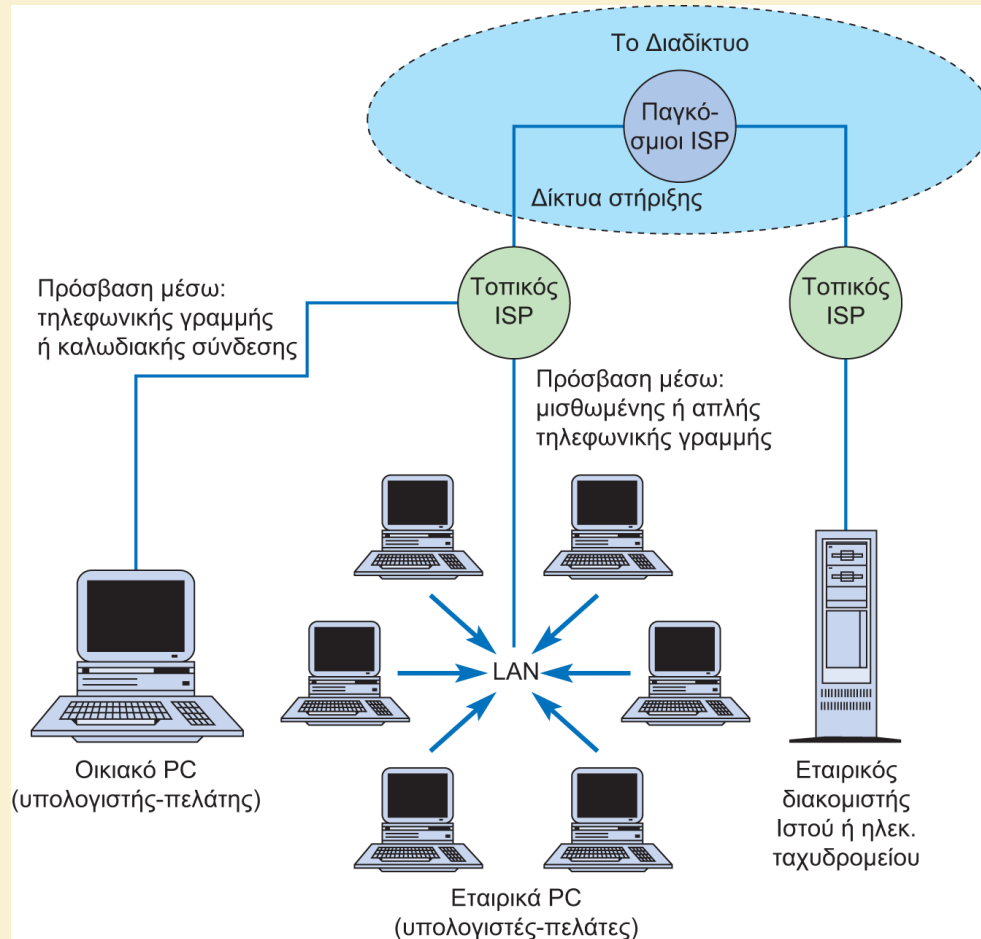 Το Διαδίκτυο
Παγκό-
σμιοι ISP
Δίκτυα στήριξης
Τοπικός
ISP
Τοπικός
ISP
Πρόσβαση μέσω:
τηλεφωνικής γραμμής
ή καλωδιακής σύνδεσης
Πρόσβαση μέσω:
μισθωμένης ή απλής
τηλεφωνικής γραμμής
LAN
Οικιακό PC
(υπολογιστής-πελάτης)
Εταιρικά PC
(υπολογιστές-πελάτες)
Εταιρικός
διακομιστής
Ιστού ή ηλεκ.
ταχυδρομείου